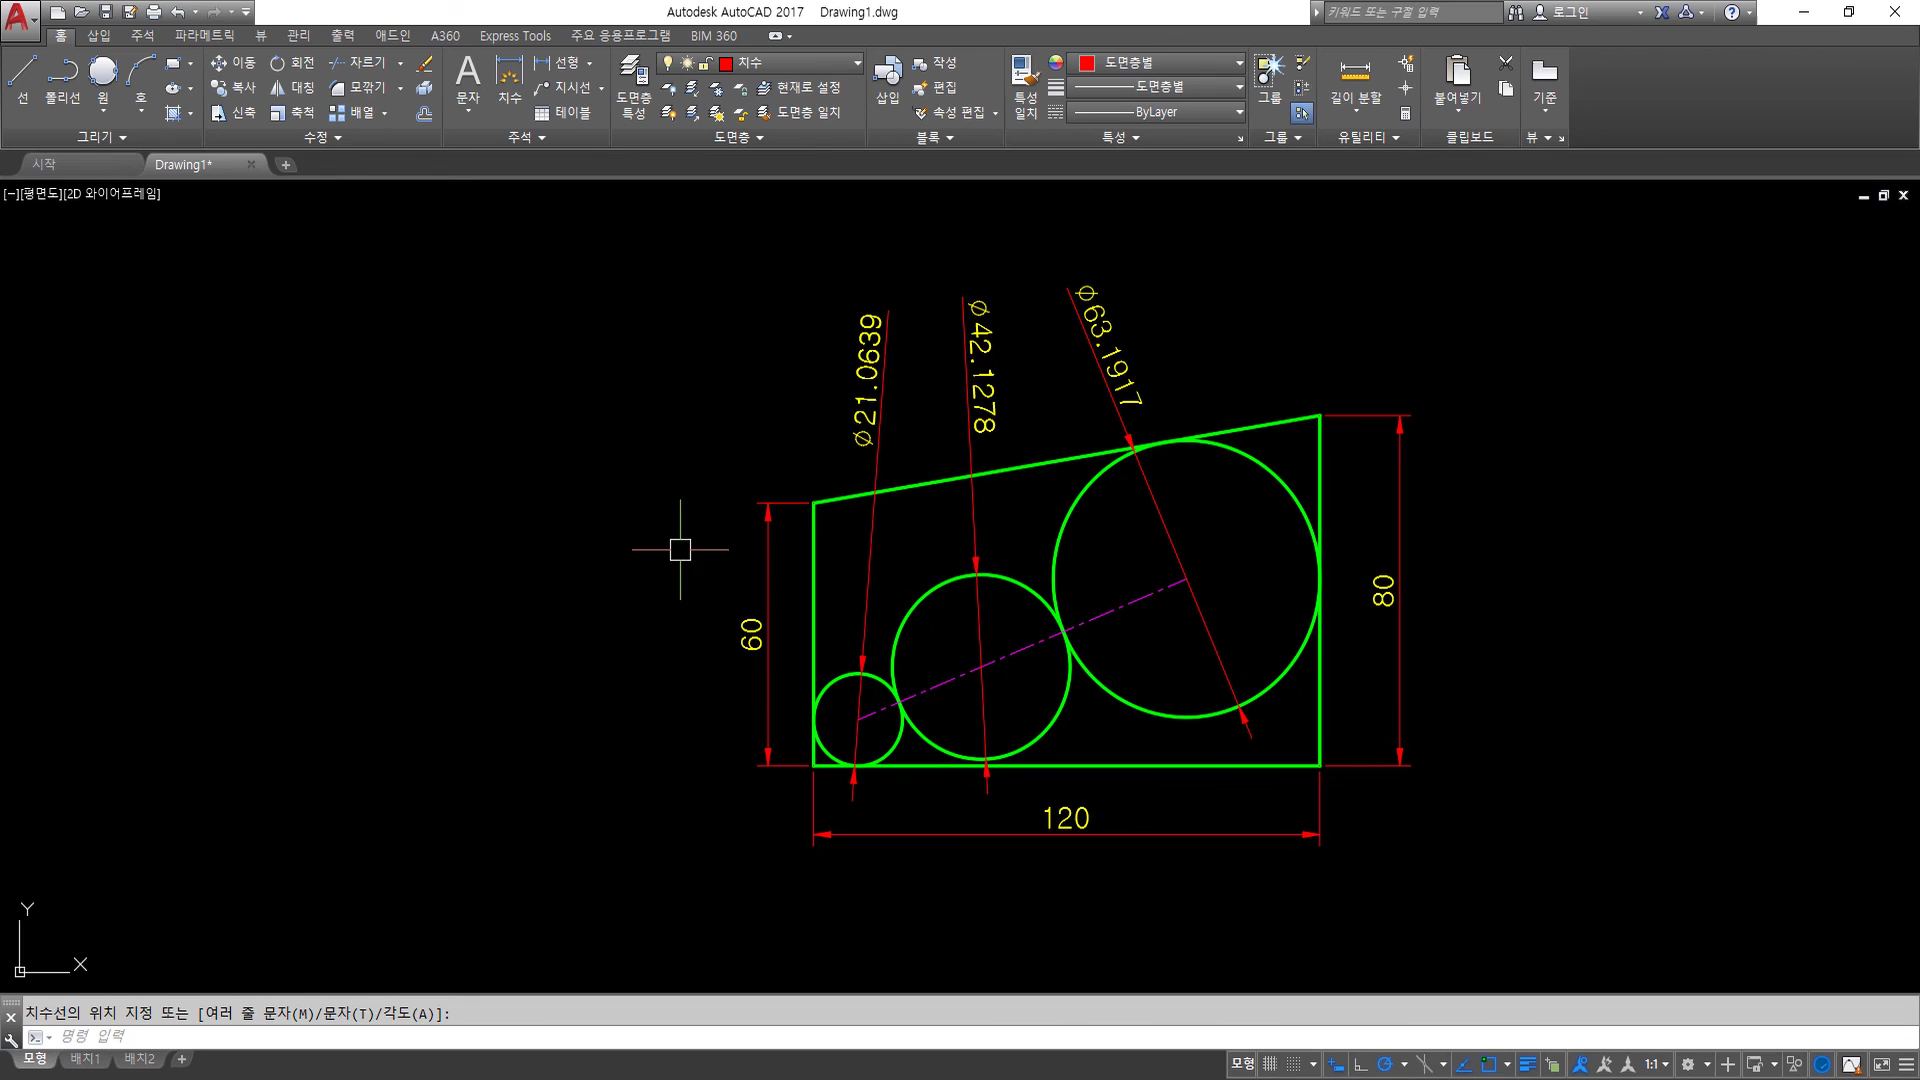 Autodesk AutoCAD 2017 Drawing1.dwg
키워드 또는 구절 입력
로그인
홈 삽입 주석 파라메트릭 뷰 관리 출력 애드인 A360 Express Tools 주요 응용프로그램 BIM 360
선
폴리선
원
호
그리기
이동 회전 자르기
복사 대칭 모깎기
신축 축척 배열
수정
문자
치수
선형
지시선
테이블
주석
도면층
특성
치수
현재로 설정
도면층 일치
도면층
삽입
작성
편집
속성 편집
블록
특성
일치
도면층별
도면층별
ByLayer
특성
그룹
그룹
길이 분할
유틸리티
붙여넣기
클립보드
기준
뷰
시작
Drawing1*
[−][평면도][2D 와이어프레임]
∅21.0639
∅42.1278
∅63.1917
60
80
120
Y
X
치수선의 위치 지정 또는 [여러 줄 문자(M)/문자(T)/각도(A)]:
명령 입력
모형 배치1 배치2
모형
1:1